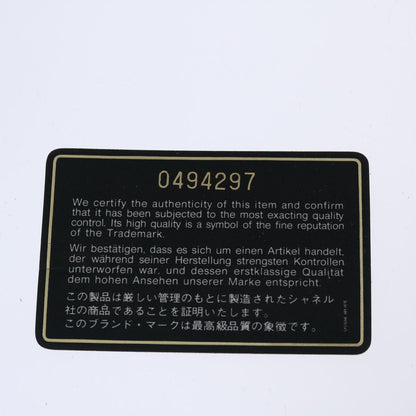 0494297
We certify the authenticity of this item and confirm
that it has been subjected to the most exacting quality
control. Its high quality is a symbol of the fine reputation
of the Trademark.
Wir bestätigen, dass es sich um einen Artikel handelt,
der während seiner Herstellung strengsten Kontrollen
unterworfen war, und dessen erstklassige Qualität
dem hohen Ansehen unserer Marke entspricht.
この製品は厳しい管理のもとに製造されたシャネル
社の商品であることを証明いたします。
このブランド・マークは最高級品質の象徴です。